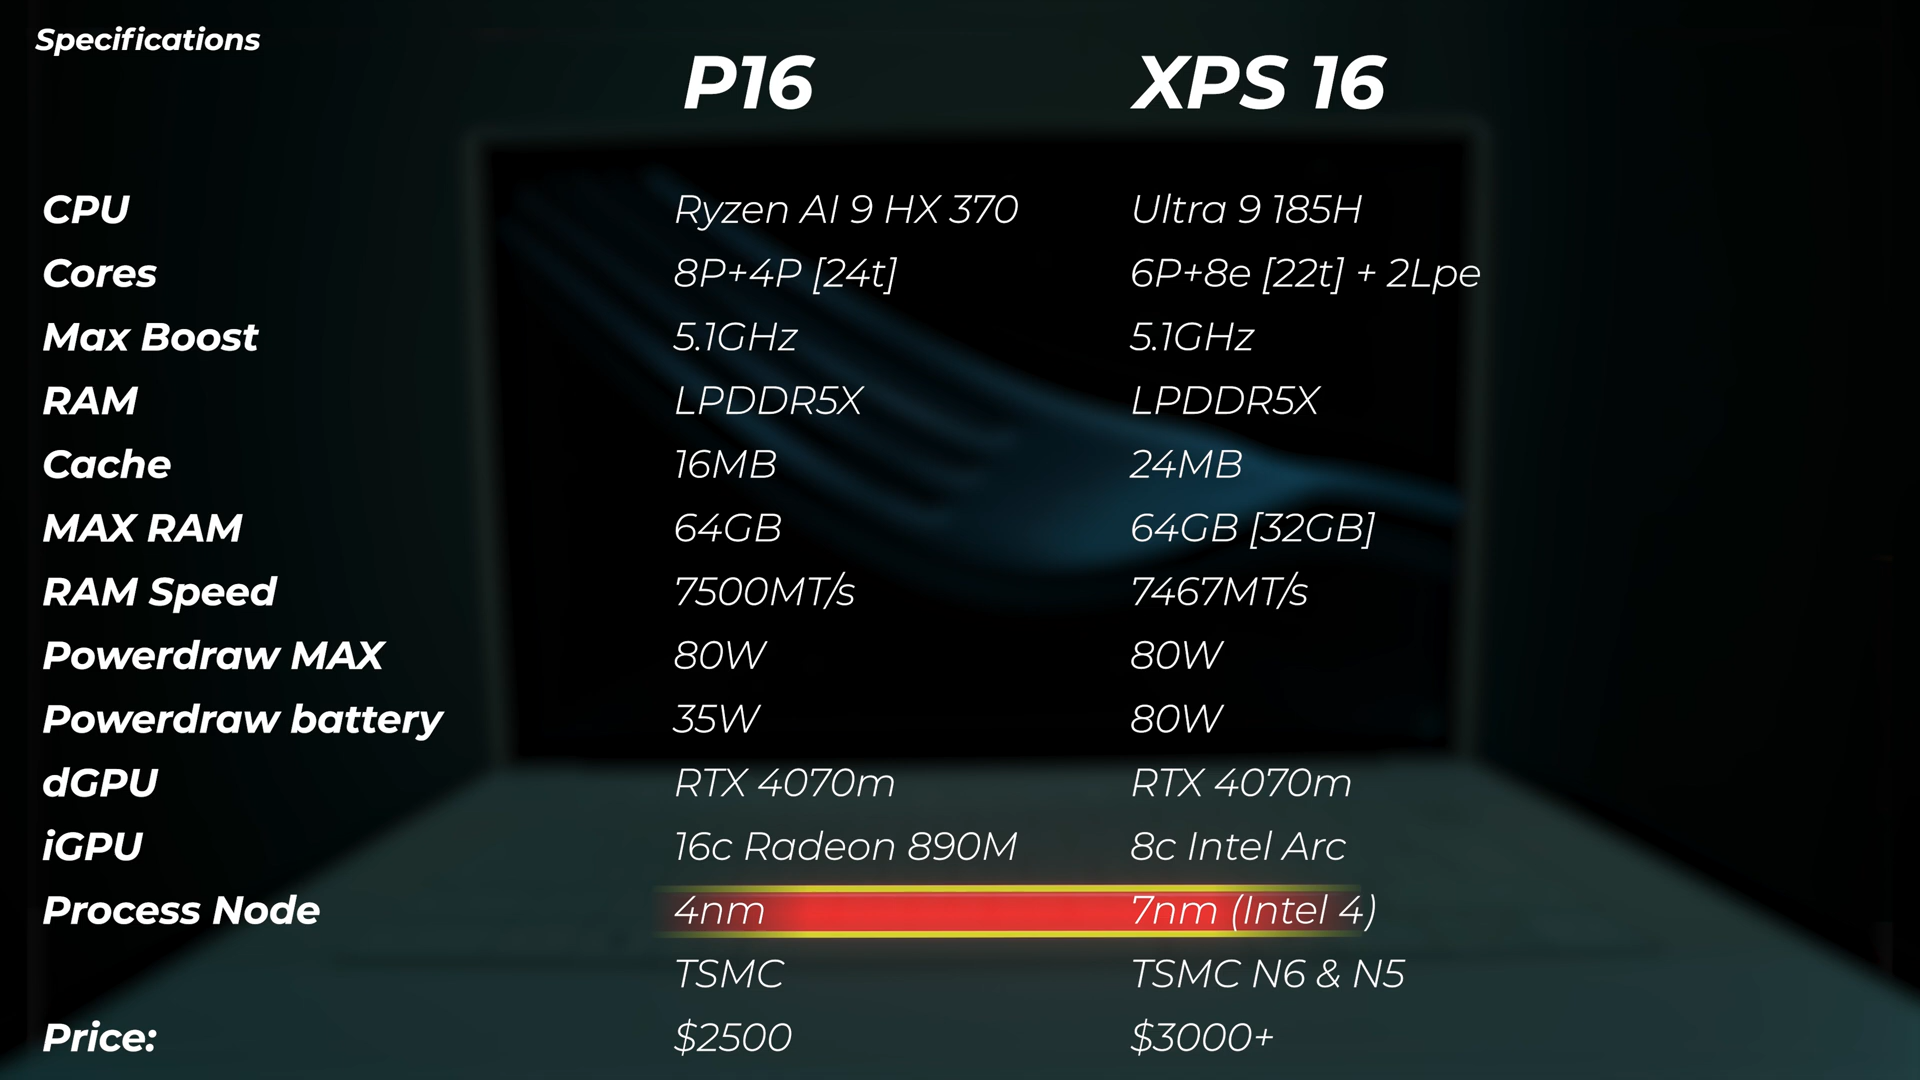 Specifications
P16 XPS 16
CPU Ryzen AI 9 HX 370 Ultra 9 185H
Cores 8P+4P [24t] 6P+8e [22t] + 2Lpe
Max Boost 5.1GHz 5.1GHz
RAM LPDDR5X LPDDR5X
Cache 16MB 24MB
MAX RAM 64GB 64GB [32GB]
RAM Speed 7500MT/s 7467MT/s
Powerdraw MAX 80W 80W
Powerdraw battery 35W 80W
dGPU RTX 4070m RTX 4070m
iGPU 16c Radeon 890M 8c Intel Arc
Process Node 4nm 7nm (Intel 4)
TSMC TSMC N6 & N5
Price: $2500 $3000+